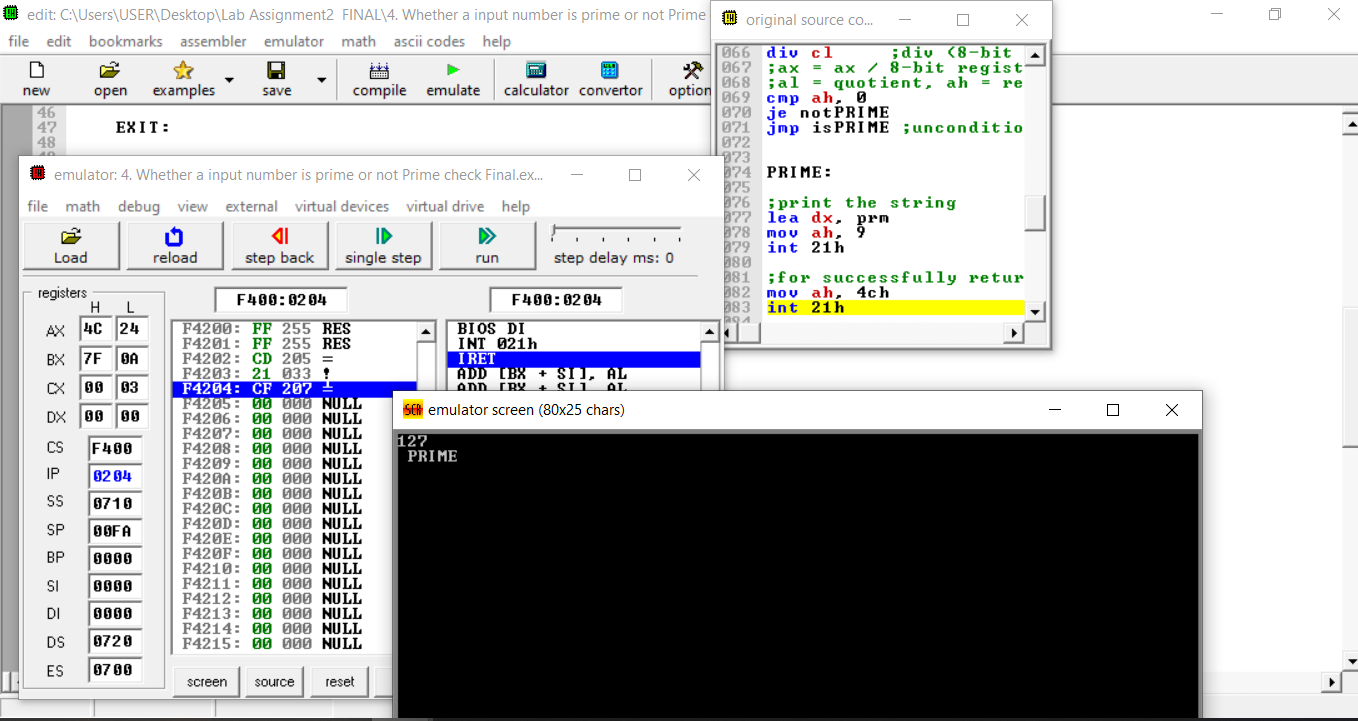 edit: C:\Users\USER\Desktop\Lab Assignment2 FINAL\4. Whether a input number is prime or not Prime
file edit bookmarks assembler emulator math ascii codes help
new open examples save compile emulate calculator convertor option
46
47 EXIT:
48
original source co...
066 div cl ;div (8-bit
067 ;ax = ax / 8-bit regist
068 ;al = quotient, ah = re
069 cmp ah, 0
070 je notPRIME
071 jmp isPRIME ;unconditio
072
073
074 PRIME:
075
076 ;print the string
077 lea dx, prm
078 mov ah, 9
079 int 21h
080
081 ;for successfully retur
082 mov ah, 4ch
083 int 21h
emulator: 4. Whether a input number is prime or not Prime check Final.ex...
file math debug view external virtual devices virtual drive help
Load reload step back single step run step delay ms: 0
registers
H L
AX 4C 24
BX 7F 0A
CX 00 03
DX 00 00
CS F400
IP 0204
SS 0710
SP 00FA
BP 0000
SI 0000
DI 0000
DS 0720
ES 0700
F400:0204 F400:0204
F4200: FF 255 RES
F4201: FF 255 RES
F4202: CD 205 =
F4203: 21 033 !
F4204: CF 207 ╧
F4205: 00 000 NULL
F4206: 00 000 NULL
F4207: 00 000 NULL
F4208: 00 000 NULL
F4209: 00 000 NULL
F420A: 00 000 NULL
F420B: 00 000 NULL
F420C: 00 000 NULL
F420D: 00 000 NULL
F420E: 00 000 NULL
F420F: 00 000 NULL
F4210: 00 000 NULL
F4211: 00 000 NULL
F4212: 00 000 NULL
F4213: 00 000 NULL
F4214: 00 000 NULL
F4215: 00 000 NULL
BIOS DI
INT 021h
IRET
ADD [BX + SI], AL
ADD [BX + SI], AL
screen source reset
emulator screen (80x25 chars)
127
PRIME